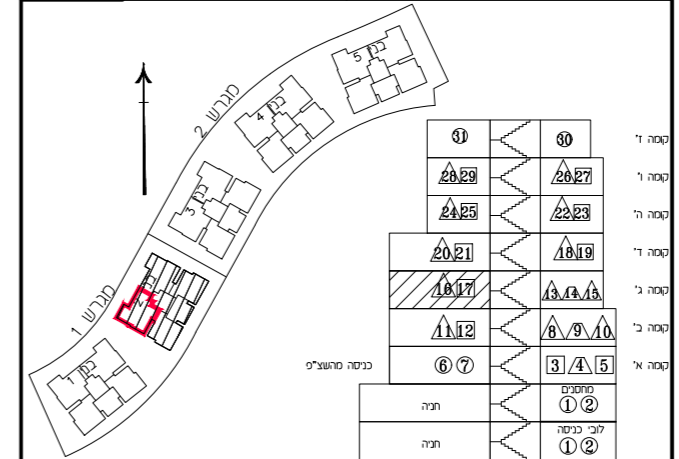 בנין 5
בנין 4
מגרש 2
בנין 3
בנין 2
מגרש 1
בנין 1
31 30 קומה ז'
28 29 26 27 קומה ו'
24 25 22 23 קומה ה'
20 21 18 19 קומה ד'
16 17 13 14 15 קומה ג'
11 12 8 9 10 קומה ב'
כניסה מהשצ"פ 6 7 3 4 5 קומה א'
חניה מחסנים
1 2
חניה לובי כניסה
1 2